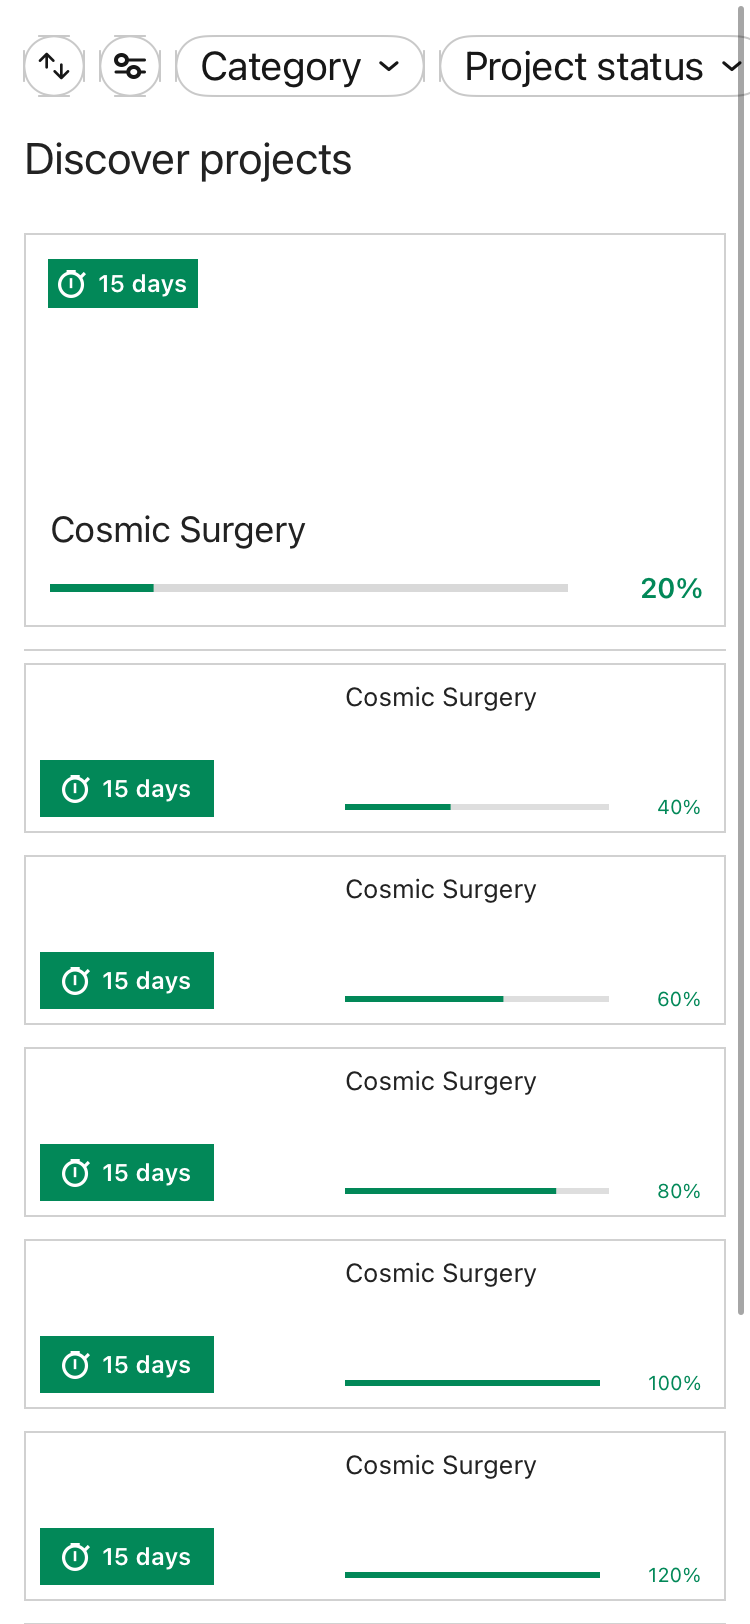 Category
Project status
Discover projects
15 days
Cosmic Surgery
20%
Cosmic Surgery
15 days
40%
Cosmic Surgery
15 days
60%
Cosmic Surgery
15 days
80%
Cosmic Surgery
15 days
100%
Cosmic Surgery
15 days
120%